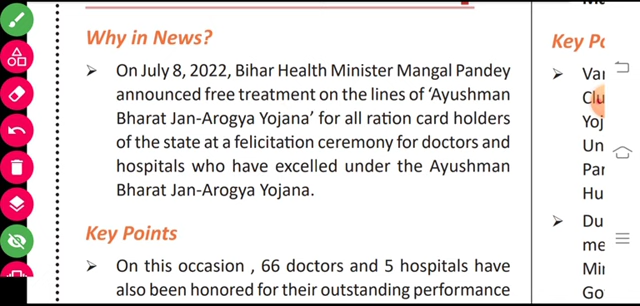 Why in News?
➤ On July 8, 2022, Bihar Health Minister Mangal Pandey
announced free treatment on the lines of ‘Ayushman
Bharat Jan-Arogya Yojana’ for all ration card holders
of the state at a felicitation ceremony for doctors and
hospitals who have excelled under the Ayushman
Bharat Jan-Arogya Yojana.
Key Points
➤ On this occasion , 66 doctors and 5 hospitals have
also been honored for their outstanding performance
Key Po
➤ Var
Clu
Yoj
Un
Par
Hu
➤ Du
me
Mir
Go